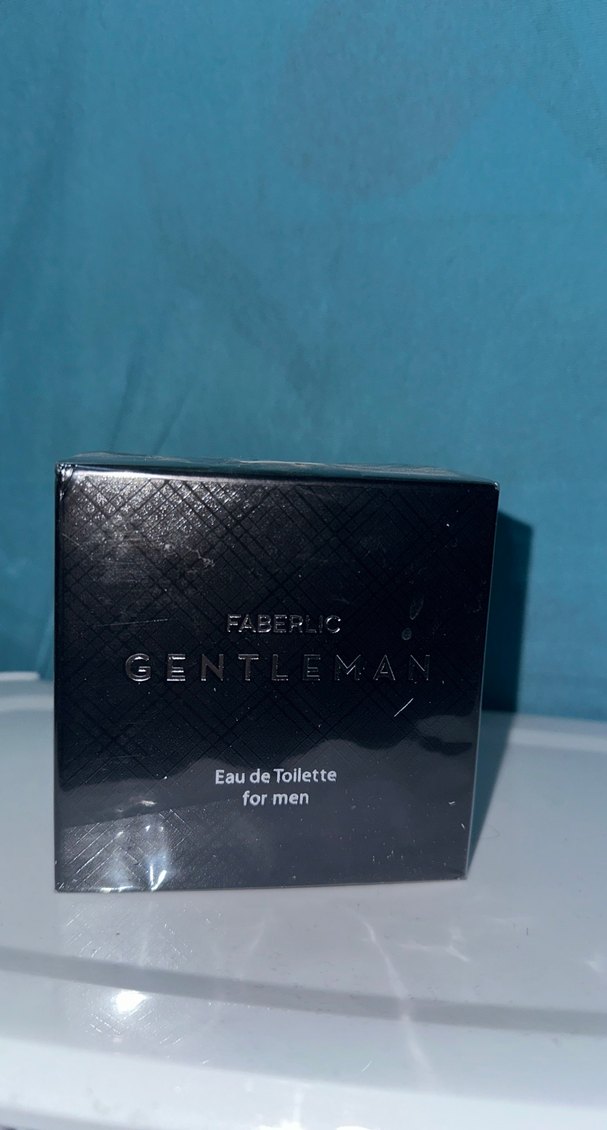 FABERLIC
GENTLEMAN
Eau de Toilette
for men